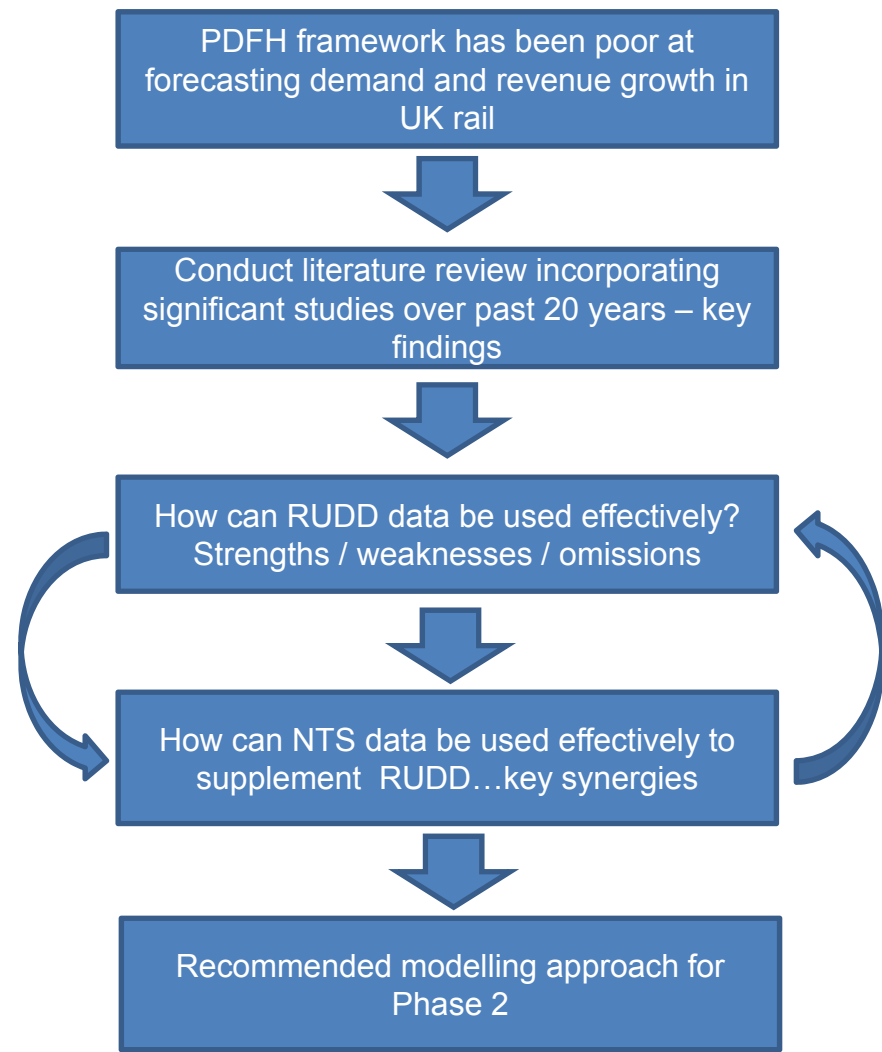 PDFH framework has been poor at
forecasting demand and revenue growth in
UK rail
Conduct literature review incorporating
significant studies over past 20 years – key
findings
How can RUDD data be used effectively?
Strengths / weaknesses / omissions
How can NTS data be used effectively to
supplement  RUDD…key synergies
Recommended modelling approach for
Phase 2